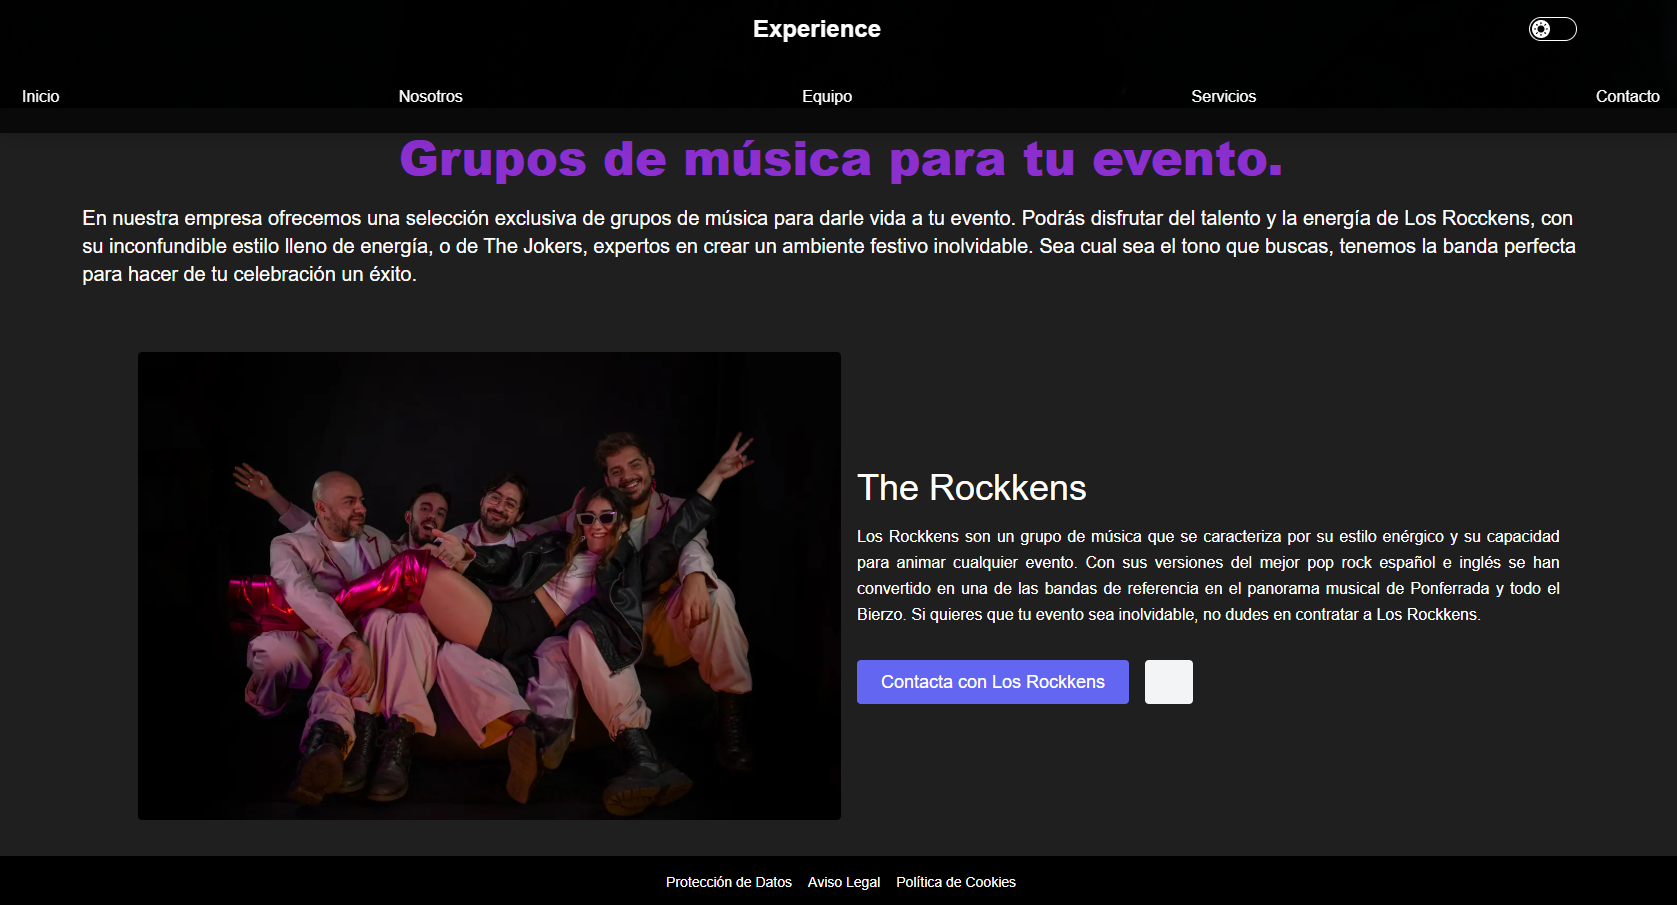 Experience
Inicio Nosotros Equipo Servicios Contacto
Grupos de música para tu evento.
En nuestra empresa ofrecemos una selección exclusiva de grupos de música para darle vida a tu evento. Podrás disfrutar del talento y la energía de Los Rocckens, con
su inconfundible estilo lleno de energía, o de The Jokers, expertos en crear un ambiente festivo inolvidable. Sea cual sea el tono que buscas, tenemos la banda perfecta
para hacer de tu celebración un éxito.
The Rockkens
Los Rockkens son un grupo de música que se caracteriza por su estilo enérgico y su capacidad
para animar cualquier evento. Con sus versiones del mejor pop rock español e inglés se han
convertido en una de las bandas de referencia en el panorama musical de Ponferrada y todo el
Bierzo. Si quieres que tu evento sea inolvidable, no dudes en contratar a Los Rockkens.
Contacta con Los Rockkens
Protección de Datos Aviso Legal Política de Cookies